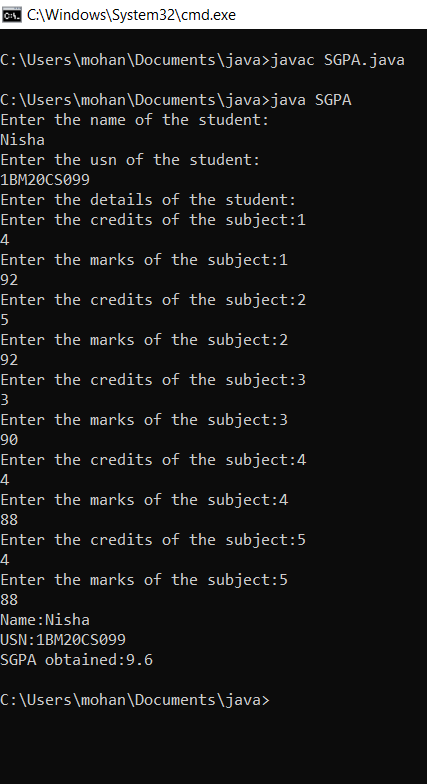 C:\Windows\System32\cmd.exe
C:\Users\mohan\Documents\java>javac SGPA.java
C:\Users\mohan\Documents\java>java SGPA
Enter the name of the student:
Nisha
Enter the usn of the student:
1BM20CS099
Enter the details of the student:
Enter the credits of the subject:1
4
Enter the marks of the subject:1
92
Enter the credits of the subject:2
5
Enter the marks of the subject:2
92
Enter the credits of the subject:3
3
Enter the marks of the subject:3
90
Enter the credits of the subject:4
4
Enter the marks of the subject:4
88
Enter the credits of the subject:5
4
Enter the marks of the subject:5
88
Name:Nisha
USN:1BM20CS099
SGPA obtained:9.6
C:\Users\mohan\Documents\java>